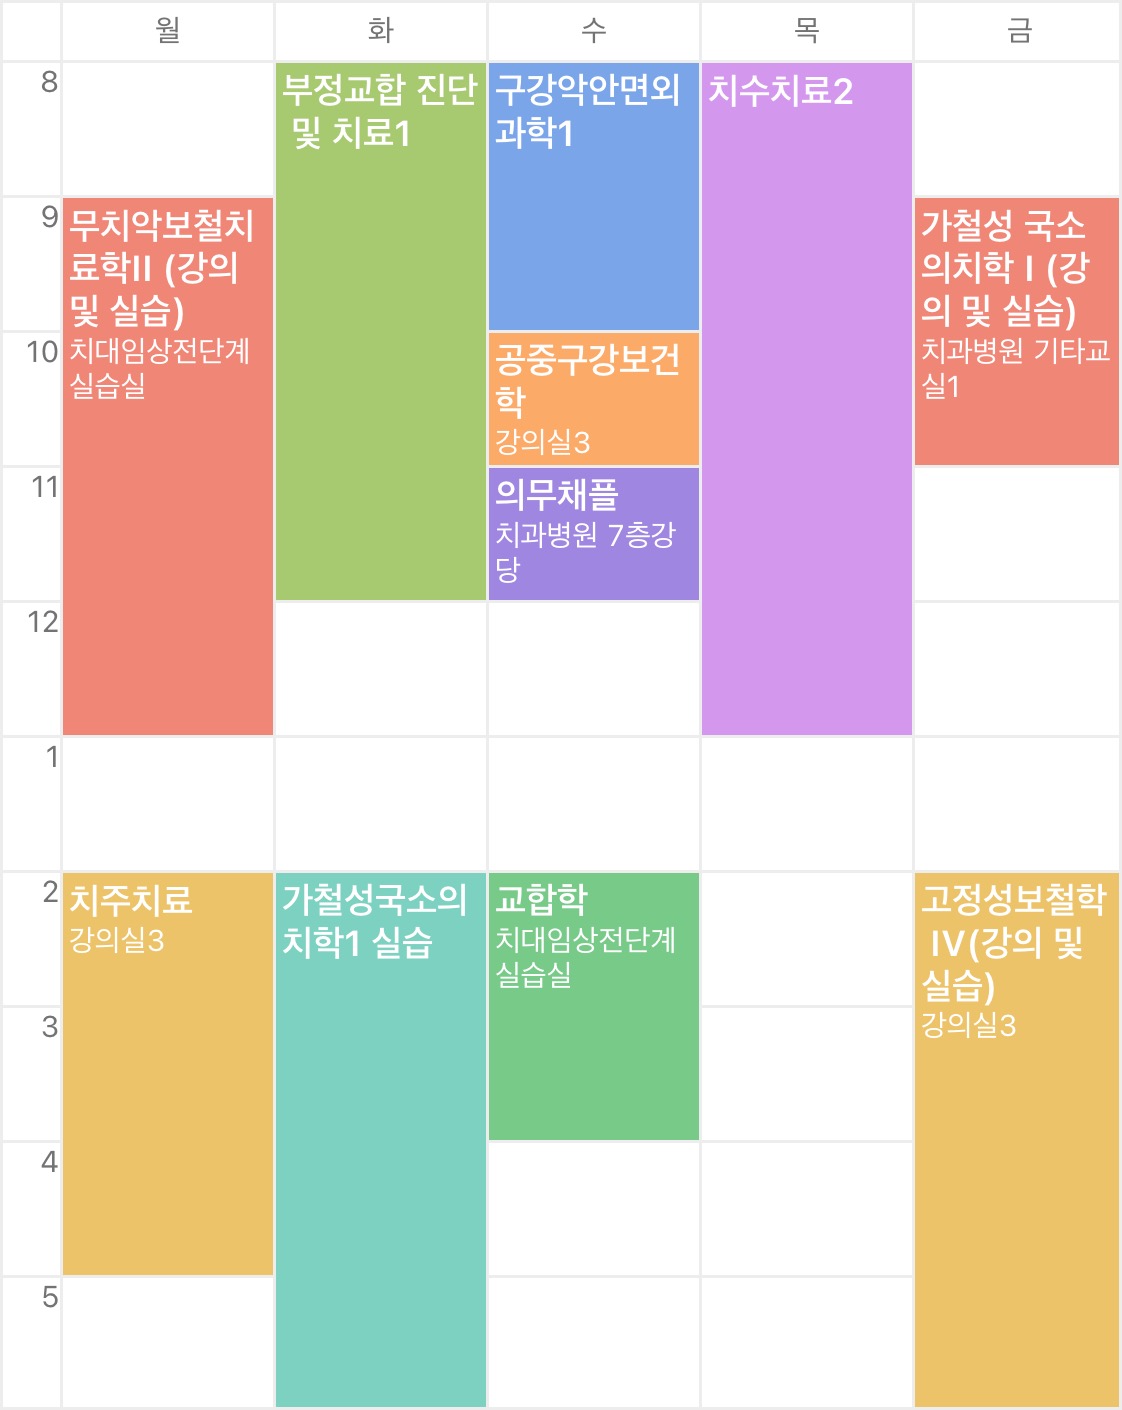 월 화 수 목 금
8
부정교합 진단
및 치료1
구강악안면외
과학1
치수치료2
9
무치악보철치
료학II (강의
및 실습)
치대임상전단계
실습실
가철성 국소
의치학 I (강
의 및 실습)
치과병원 기타교
실1
10
공중구강보건
학
강의실3
11
의무채플
치과병원 7층강
당
12
1
2
치주치료
강의실3
가철성국소의
치학1 실습
교합학
치대임상전단계
실습실
고정성보철학
IV(강의 및
실습)
강의실3
3
4
5